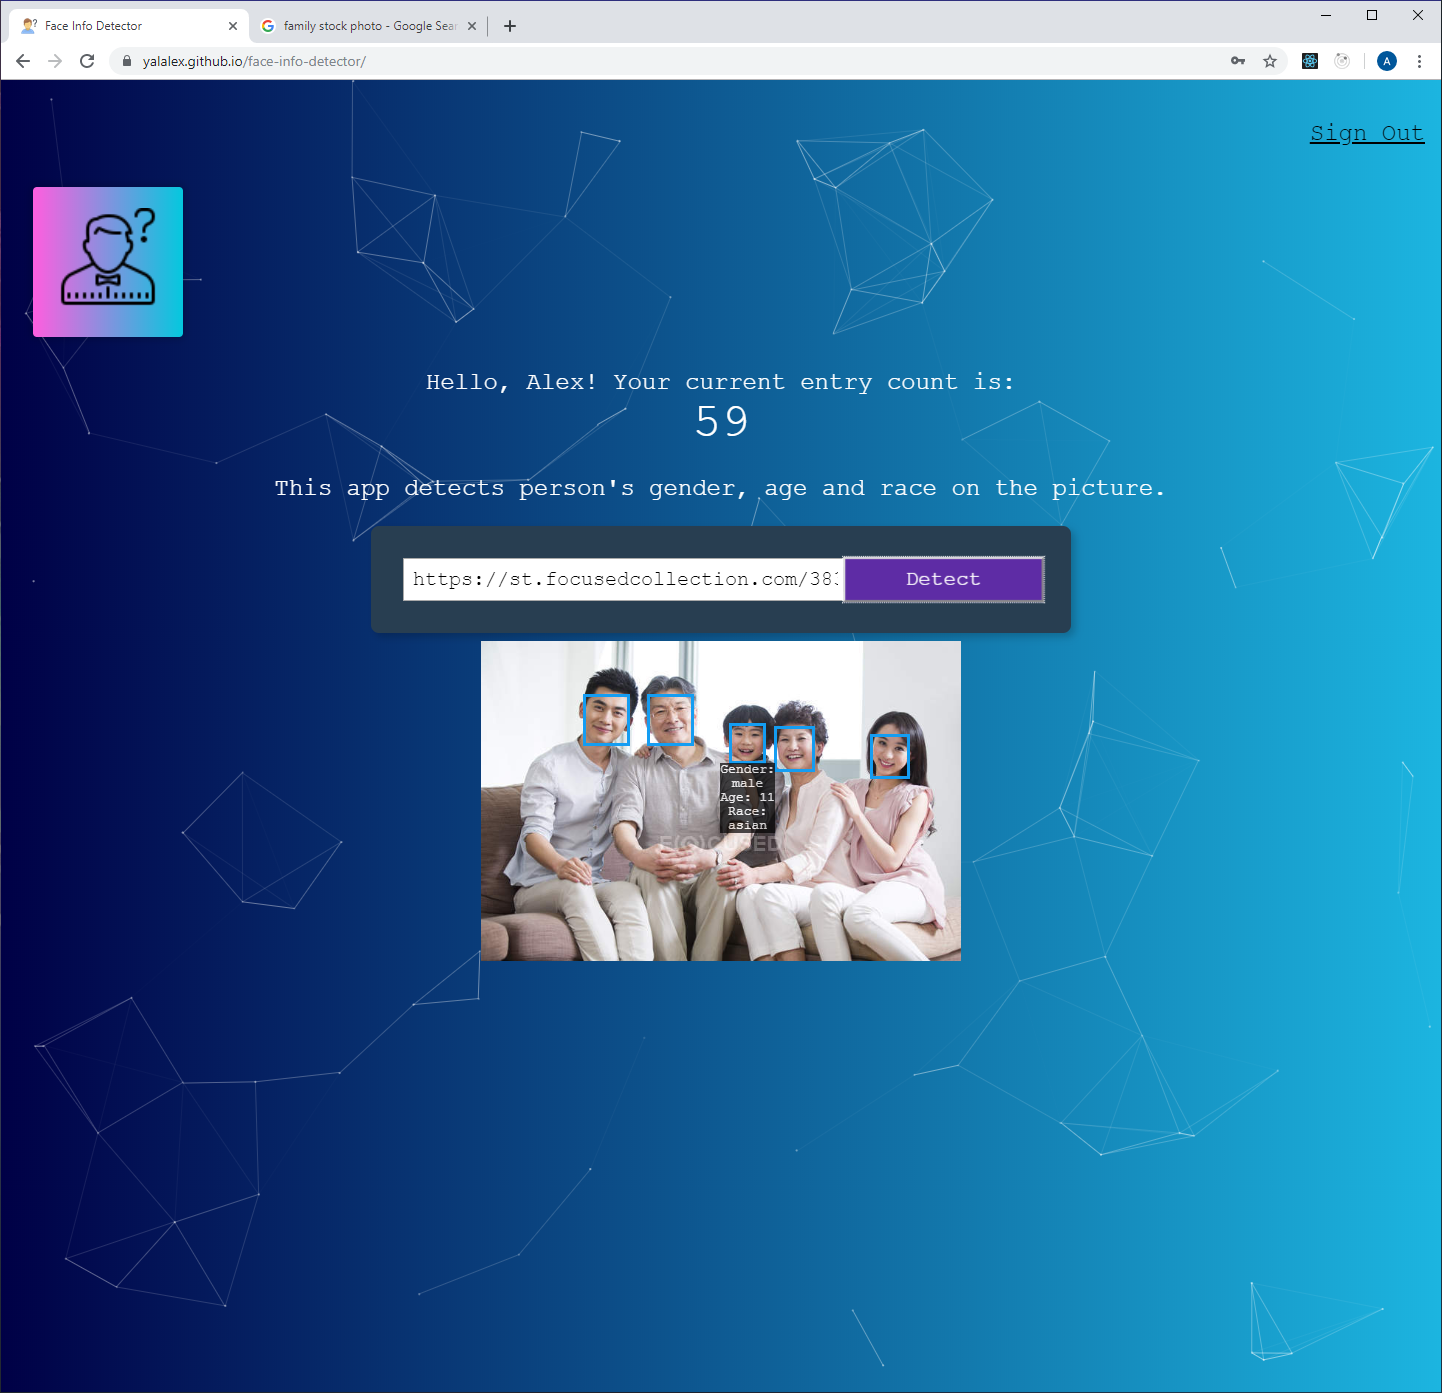 Face Info Detector
family stock photo - Google Sear
yalalex.github.io/face-info-detector/
A
Sign Out
Hello, Alex! Your current entry count is:
59
This app detects person's gender, age and race on the picture.
https://st.focusedcollection.com/383
Detect
Gender:
male
Age: 11
Race:
asian
FOCUSED